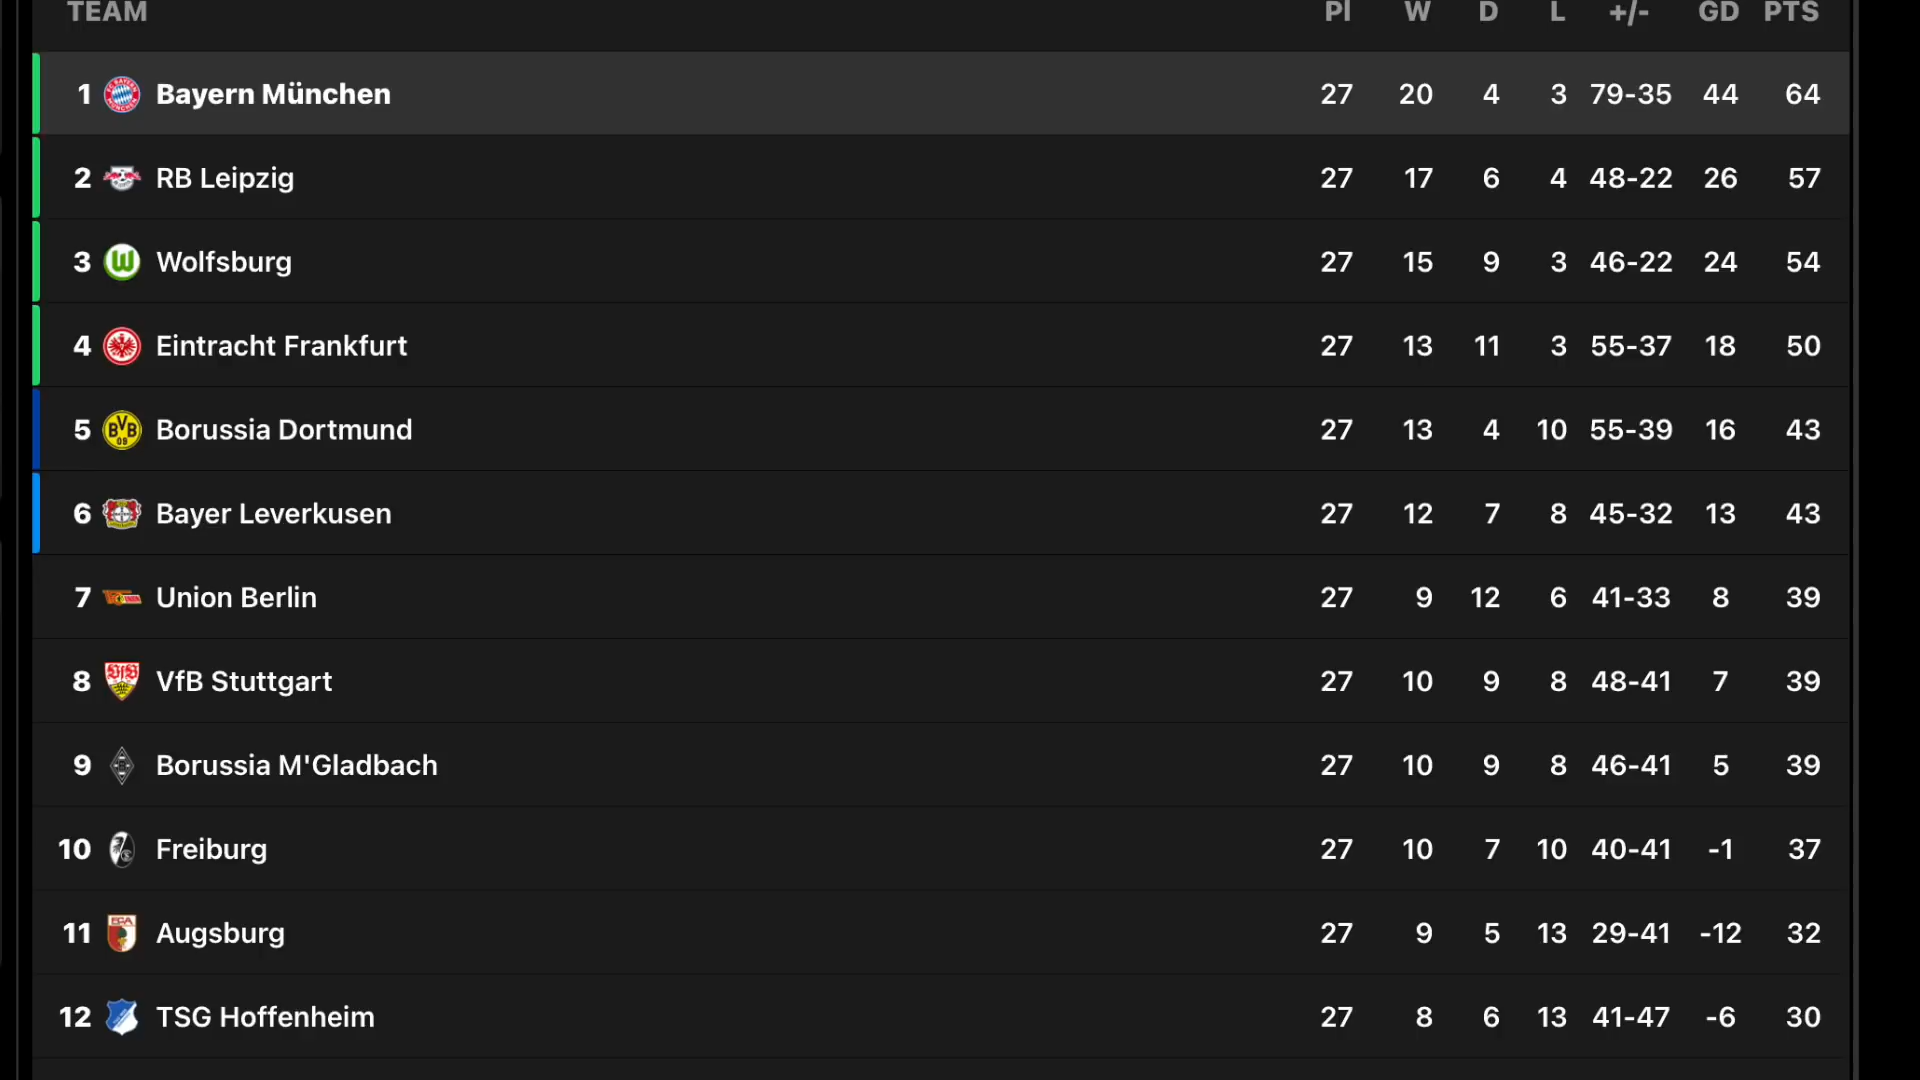 TEAM Pl W D L +/- GD PTS
1 Bayern München 27 20 4 3 79-35 44 64
2 RB Leipzig 27 17 6 4 48-22 26 57
3 Wolfsburg 27 15 9 3 46-22 24 54
4 Eintracht Frankfurt 27 13 11 3 55-37 18 50
5 BVB 09 Borussia Dortmund 27 13 4 10 55-39 16 43
6 Bayer Leverkusen 27 12 7 8 45-32 13 43
7 Union Berlin 27 9 12 6 41-33 8 39
8 VfB Stuttgart 27 10 9 8 48-41 7 39
9 Borussia M'Gladbach 27 10 9 8 46-41 5 39
10 Freiburg 27 10 7 10 40-41 -1 37
11 FCA Augsburg 27 9 5 13 29-41 -12 32
12 TSG Hoffenheim 27 8 6 13 41-47 -6 30